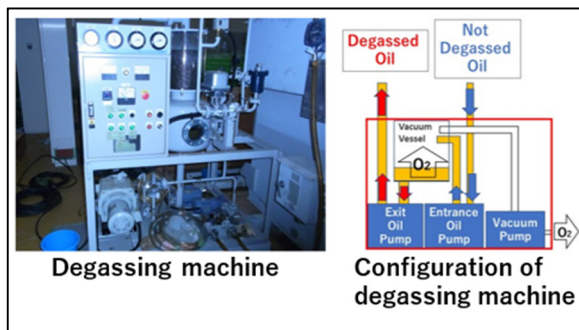 Degassed
Oil
Not
Degassed
Oil
Vacuum
Vessel
O2
Exit
Oil
Pump
Entrance
Oil
Pump
Vacuum
Pump
O2
Degassing machine
Configuration of
degassing machine